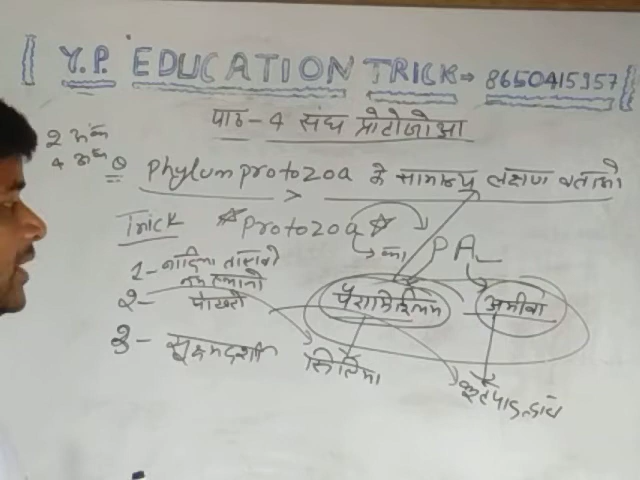 Y.P. EDUCATION TRICK → 8650415957
पाठ-4 संघ प्रोटोजोआ
2 अंक
4 अंक
Phylum protozoa के सामान्य लक्षण बताओ
Trick ☆ protozoa ☆
का PA
1- नदियों तालाबों
2- पोखरो
पैरामिशियम अमीबा
3- सूक्ष्मदर्शी
सिलिया
कूटपाद